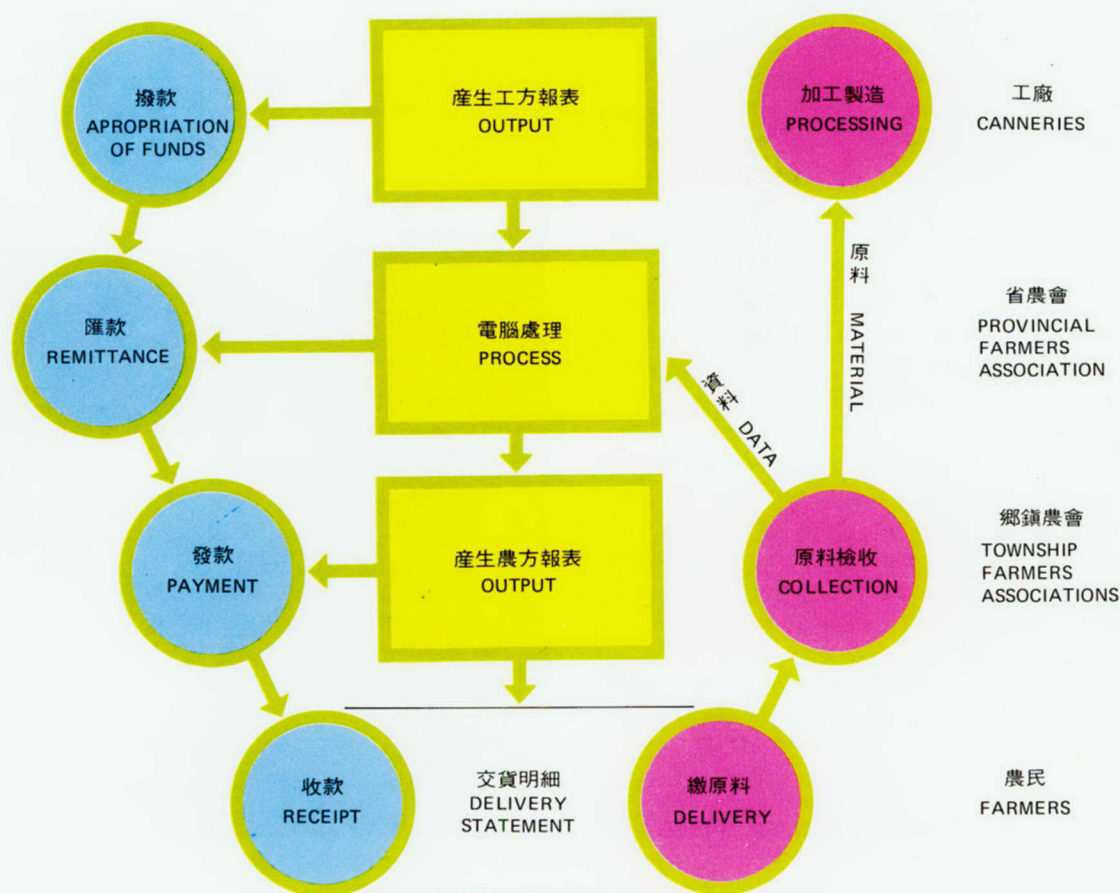 撥款
APROPRIATION
OF FUNDS
産生工方報表
OUTPUT
加工製造
PROCESSING
工廠
CANNERIES
匯款
REMITTANCE
電腦處理
PROCESS
資料 DATA
原料 MATERIAL
省農會
PROVINCIAL
FARMERS
ASSOCIATION
發款
PAYMENT
産生農方報表
OUTPUT
原料檢收
COLLECTION
鄉鎮農會
TOWNSHIP
FARMERS
ASSOCIATIONS
收款
RECEIPT
交貨明細
DELIVERY
STATEMENT
繳原料
DELIVERY
農民
FARMERS